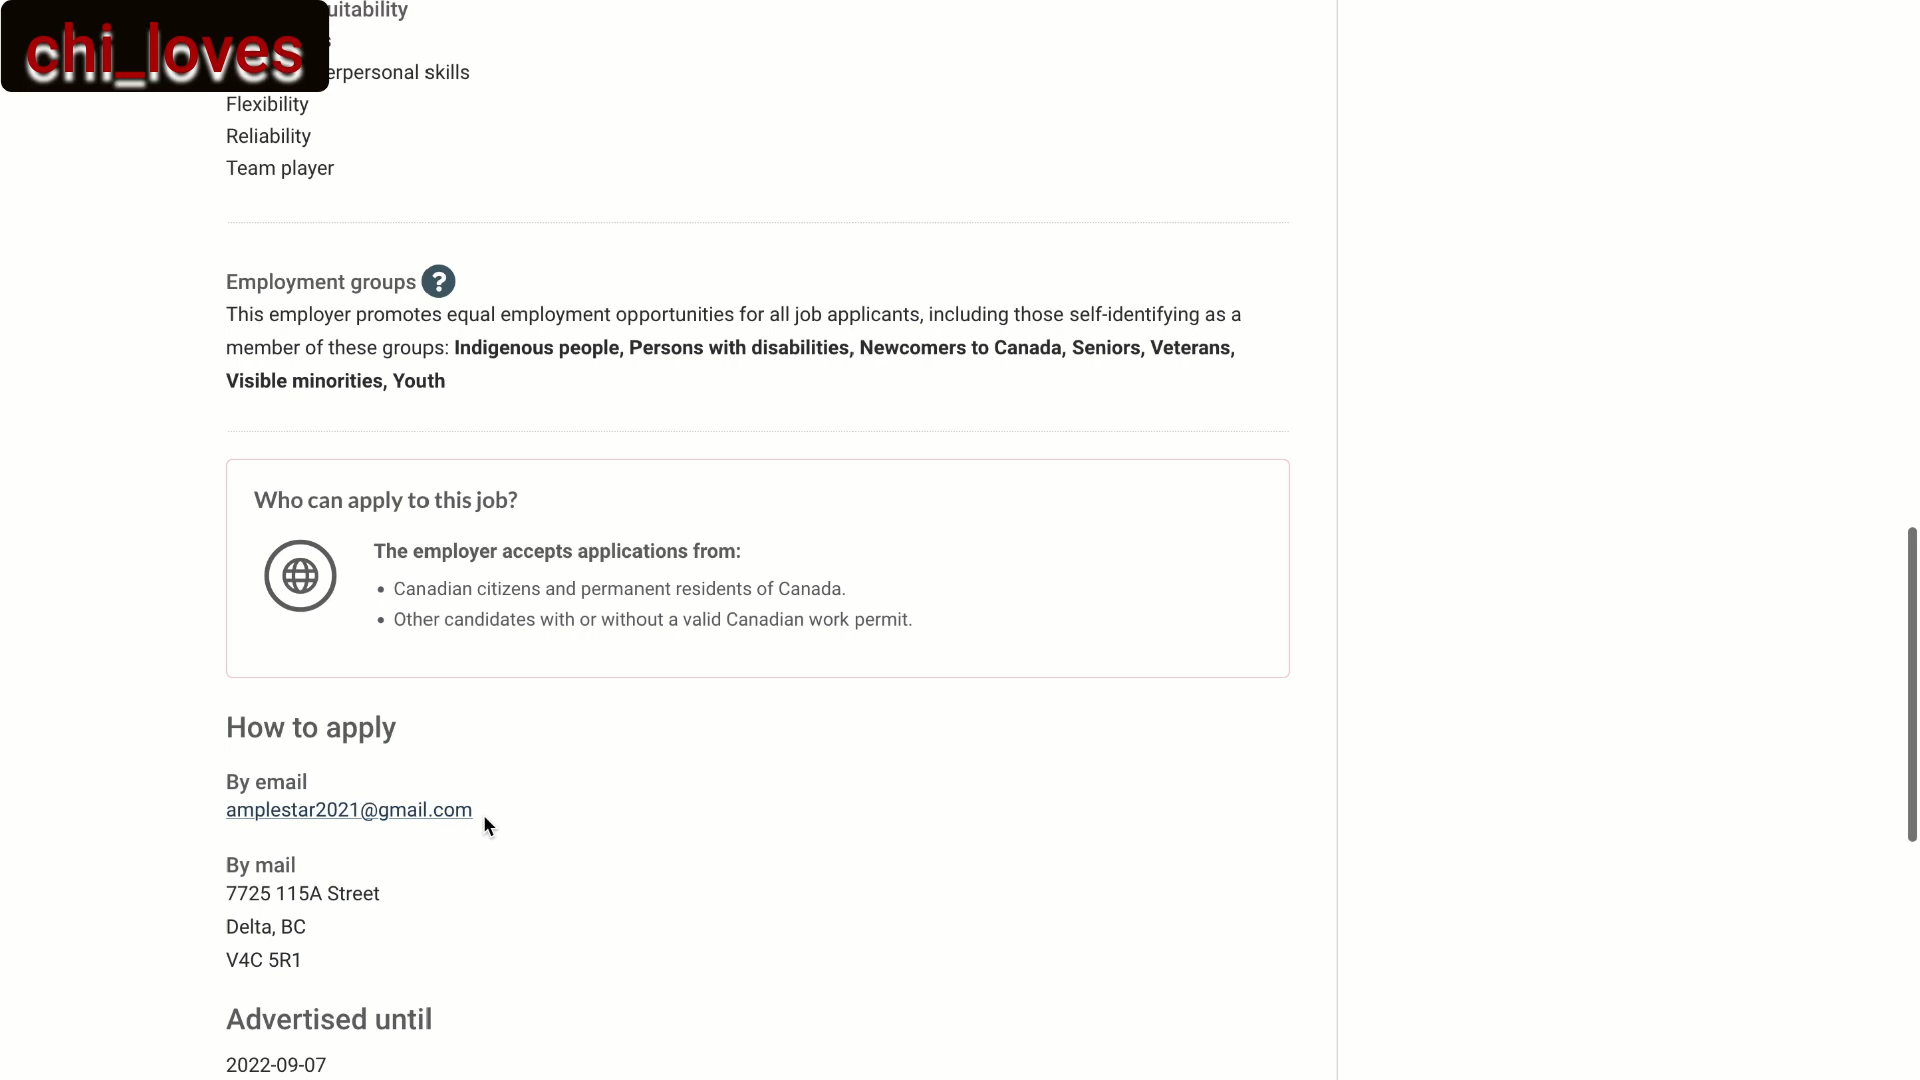 chi_loves
uitability
erpersonal skills
Flexibility
Reliability
Team player
Employment groups ?
This employer promotes equal employment opportunities for all job applicants, including those self-identifying as a
member of these groups: Indigenous people, Persons with disabilities, Newcomers to Canada, Seniors, Veterans,
Visible minorities, Youth
Who can apply to this job?
The employer accepts applications from:
• Canadian citizens and permanent residents of Canada.
• Other candidates with or without a valid Canadian work permit.
How to apply
By email
amplestar2021@gmail.com
By mail
7725 115A Street
Delta, BC
V4C 5R1
Advertised until
2022-09-07